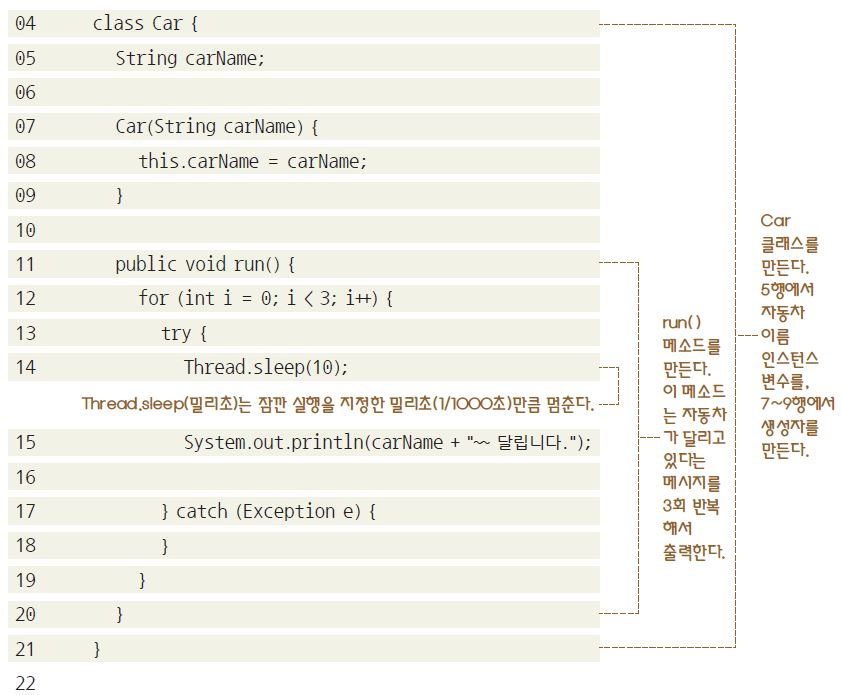 04 class Car {
05 String carName;
06
07 Car(String carName) {
08 this.carName = carName;
09 }
10
11 public void run() {
12 for (int i = 0; i < 3; i++) {
13 try {
14 Thread.sleep(10);
Thread.sleep(밀리초)는 잠깐 실행을 지정한 밀리초(1/1000초)만큼 멈춘다.
15 System.out.println(carName + "~~ 달립니다.");
16
17 } catch (Exception e) {
18 }
19 }
20 }
21 }
22
run()
메소드를
만든다.
이 메소드
는 자동차
가 달리고
있다는
메시지를
3회 반복
해서
출력한다.
Car
클래스를
만든다.
5행에서
자동차
이름
인스턴스
변수를,
7~9행에서
생성자를
만든다.